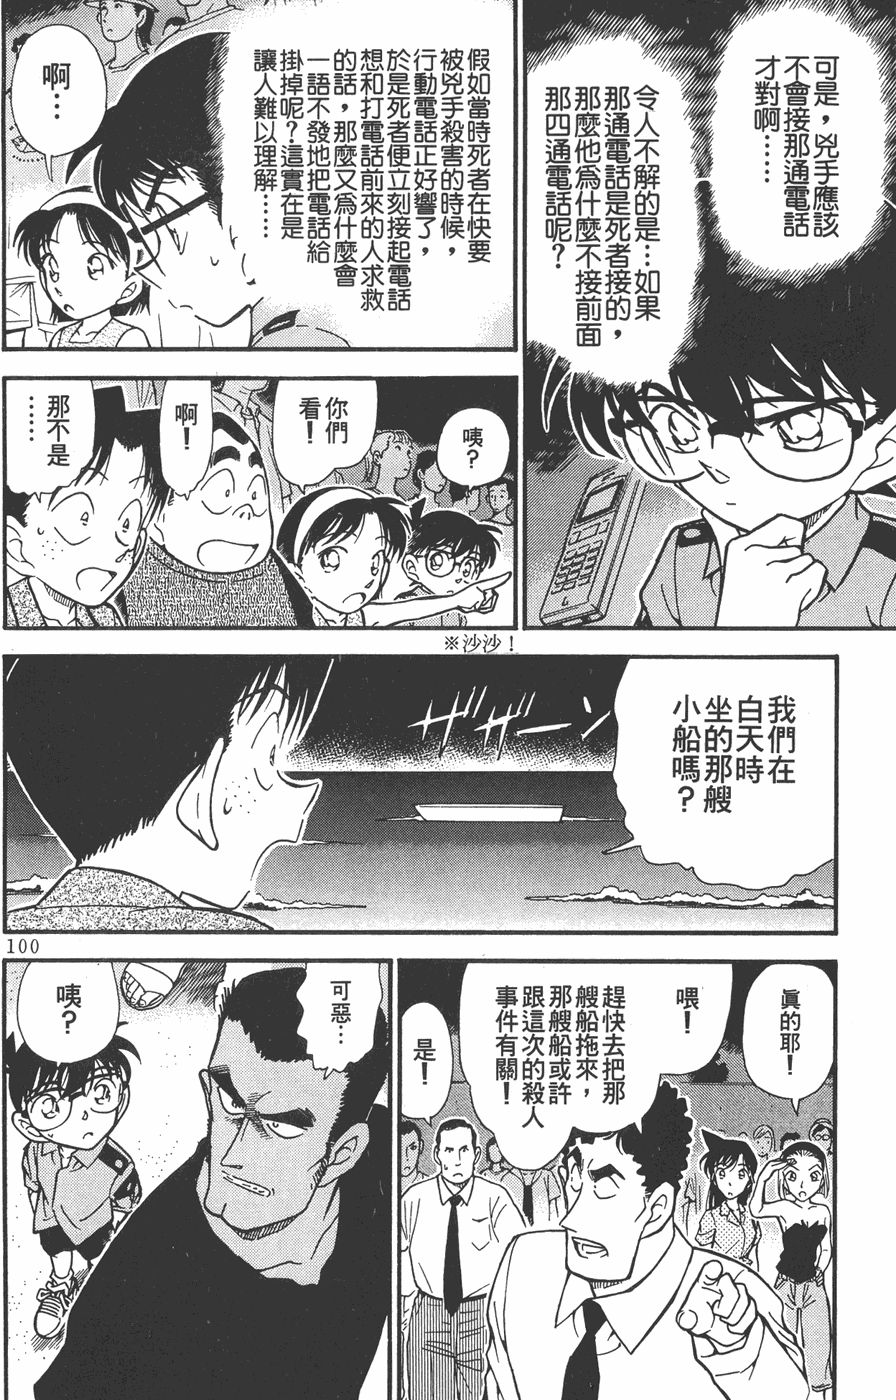 可是，兇手應該
不會接那通電話
才對啊……
令人不解的是…如果
那通電話是死者接的，
那麼他為什麼不接前面
那四通電話呢？
假如當時死者在快要
被兇手殺害的時候，
行動電話正好響了，
於是死者便立刻接起電話
想和打電話前來的人求救
的話，那麼又為什麼會
一語不發地把電話給
掛掉呢？這實在是
讓人難以理解……
啊…
咦？
你們
看！
啊！
那不是
……
※沙沙！
我們在
白天時
坐的那艘
小船嗎？
ザザーン
100
真的耶！
喂！
趕快去把那
艘船拖來，
那艘船或許
跟這次的殺人
事件有關！
是！
可惡…
咦？